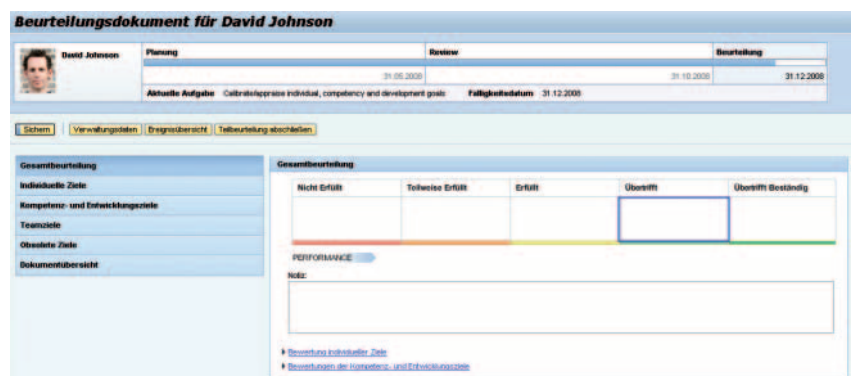 Beurteilungsdokument für David Johnson
David Johnson
Planung
Review
Beurteilung
31.05.2008
31.10.2008
31.12.2008
Aktuelle Aufgabe Calibrate/appraise individual, competency and development goals Fälligkeitsdatum 31.12.2008
Sichern Verwaltungsdaten Ereignisübersicht Teilbeurteilung abschließen
Gesamtbeurteilung
Individuelle Ziele
Kompetenz- und Entwicklungsziele
Teamziele
Obsolete Ziele
Dokumentübersicht
Gesamtbeurteilung
Nicht Erfüllt Teilweise Erfüllt Erfüllt Übertrifft Übertrifft Beständig
PERFORMANCE
Notiz:
Bewertung individueller Ziele
Bewertungen der Kompetenz- und Entwicklungsziele